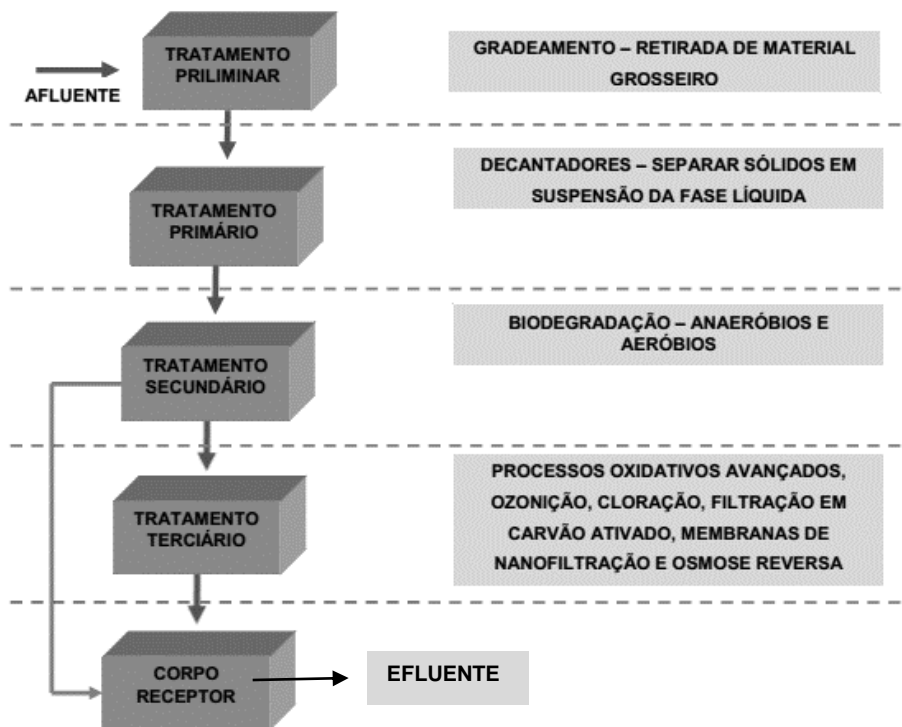 TRATAMENTO
PRILIMINAR
GRADEAMENTO – RETIRADA DE MATERIAL
GROSSEIRO
AFLUENTE
TRATAMENTO
PRIMÁRIO
DECANTADORES – SEPARAR SÓLIDOS EM
SUSPENSÃO DA FASE LÍQUIDA
TRATAMENTO
SECUNDÁRIO
BIODEGRADAÇÃO – ANAERÓBIOS E
AERÓBIOS
TRATAMENTO
TERCIÁRIO
PROCESSOS OXIDATIVOS AVANÇADOS,
OZONIÇÃO, CLORAÇÃO, FILTRAÇÃO EM
CARVÃO ATIVADO, MEMBRANAS DE
NANOFILTRAÇÃO E OSMOSE REVERSA
CORPO
RECEPTOR
EFLUENTE